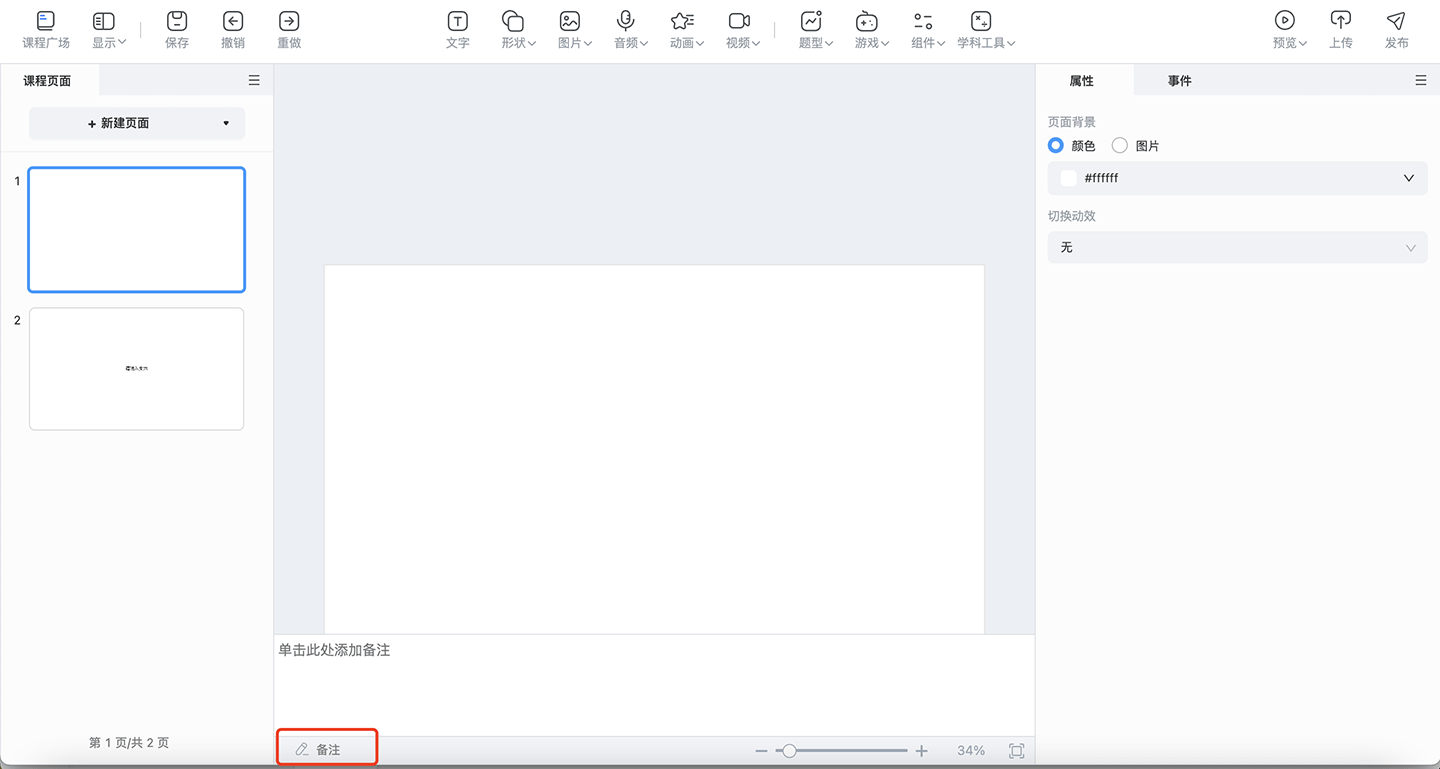 课程广场 显示 保存 撤销 重做 文字 形状 图片 音频 动画 视频 题型 游戏 组件 学科工具 预览 上传 发布
课程页面
+ 新建页面
1
2
请输入文本
第 1 页/共 2 页
单击此处添加备注
备注
34%
属性 事件
页面背景
颜色 图片
#ffffff
切换动效
无